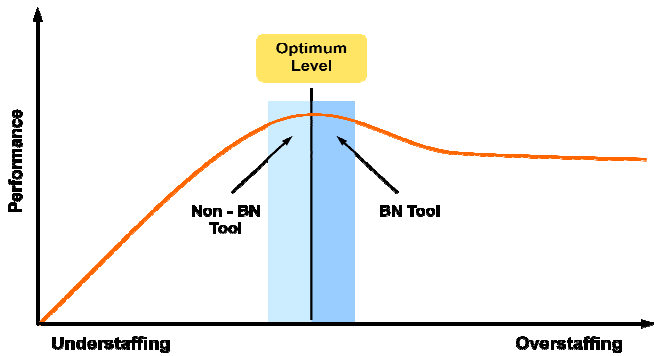 Optimum
Level
Performance
Non - BN
Tool
BN Tool
Understaffing
Overstaffing